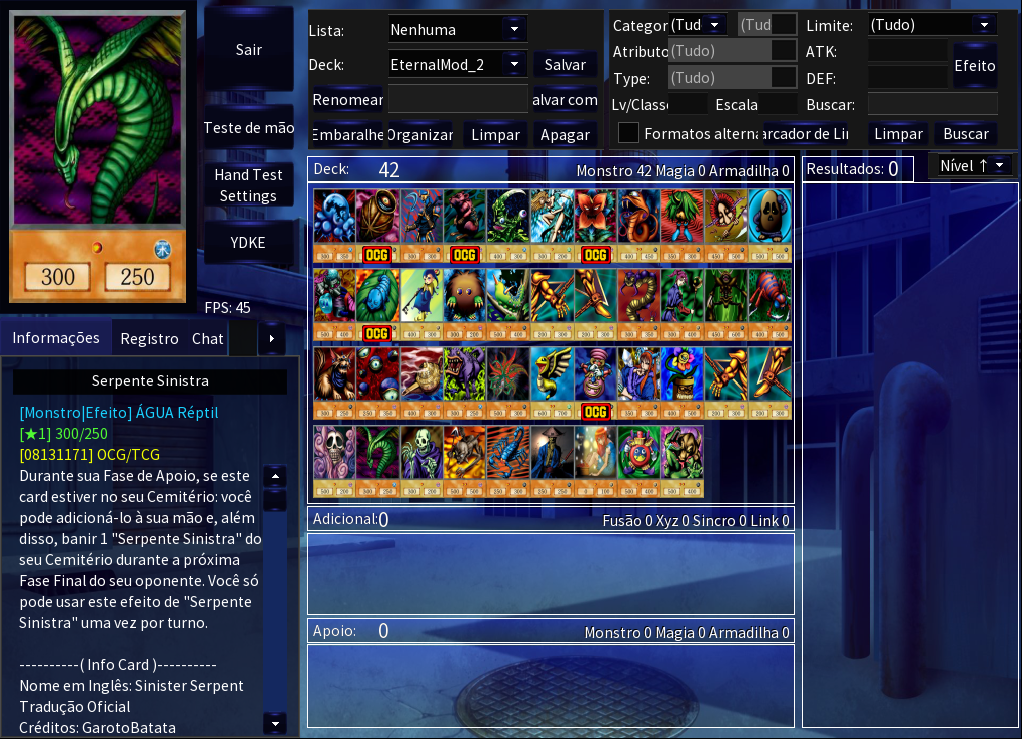 300 250
Sair
Teste de mão
Hand Test
Settings
YDKE
FPS: 45
Lista: Nenhuma
Deck: EternalMod_2 Salvar
Renomear alvar com
Embaralhe Organizar Limpar Apagar
Categor (Tud (Tud Limite: (Tudo)
Atributo (Tudo) ATK: Efeito
Type: (Tudo) DEF:
Lv/Classe Escala Buscar:
Formatos alterna arcador de Lin Limpar Buscar
Deck: 42 Monstro 42 Magia 0 Armadilha 0
Resultados: 0 Nível ↑
OCG OCG OCG
OCG
OCG
Adicional: 0 Fusão 0 Xyz 0 Sincro 0 Link 0
Apoio: 0 Monstro 0 Magia 0 Armadilha 0
Informações Registro Chat
Serpente Sinistra
[Monstro|Efeito] ÁGUA Réptil
[★1] 300/250
[08131171] OCG/TCG
Durante sua Fase de Apoio, se este
card estiver no seu Cemitério: você
pode adicioná-lo à sua mão e, além
disso, banir 1 "Serpente Sinistra" do
seu Cemitério durante a próxima
Fase Final do seu oponente. Você só
pode usar este efeito de "Serpente
Sinistra" uma vez por turno.
----------( Info Card )----------
Nome em Inglês: Sinister Serpent
Tradução Oficial
Créditos: GarotoBatata